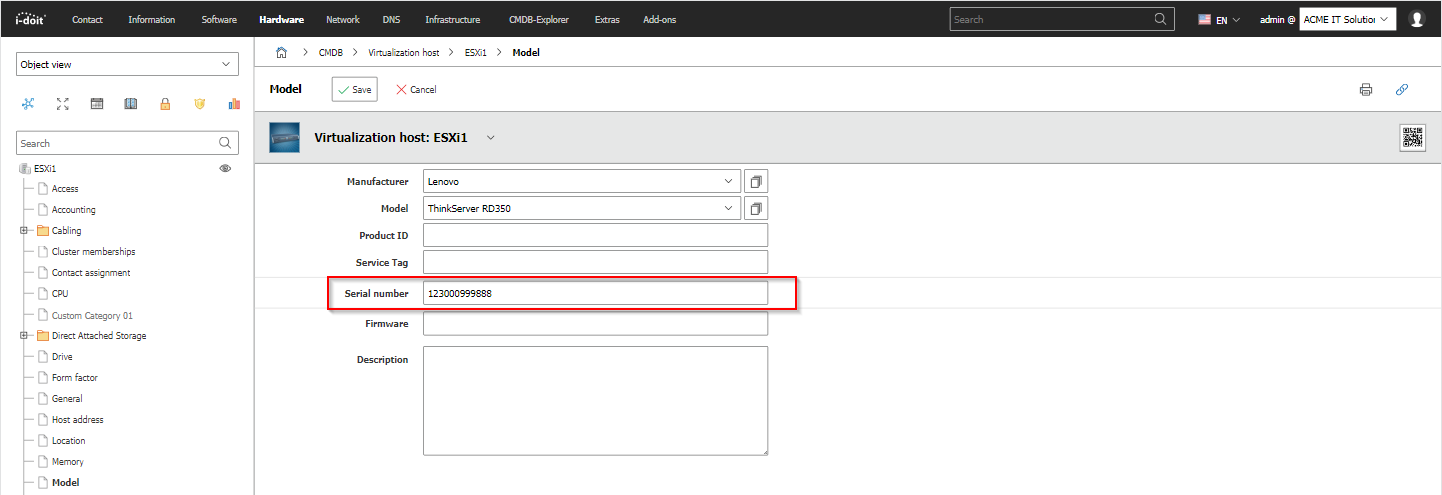 i-doit Contact Information Software Hardware Network DNS Infrastructure CMDB-Explorer Extras Add-ons Search EN admin @ ACME IT Solution
Object view
CMDB Virtualization host ESXi1 Model
Model Save Cancel
Search
Virtualization host: ESXi1
ESXi1
Access
Accounting
Cabling
Cluster memberships
Contact assignment
CPU
Custom Category 01
Direct Attached Storage
Drive
Form factor
General
Host address
Location
Memory
Model
Manufacturer Lenovo
Model ThinkServer RD350
Product ID
Service Tag
Serial number 123000999888
Firmware
Description